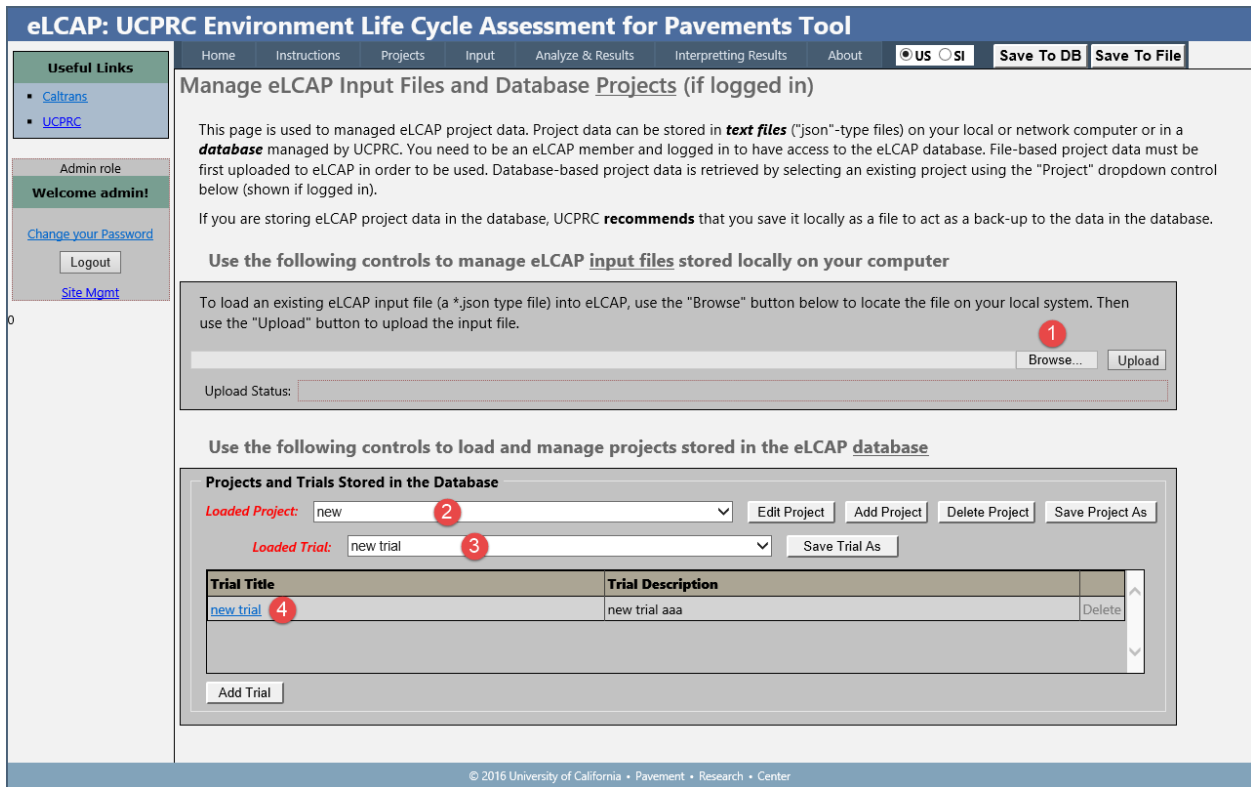 eLCAP: UCPRC Environment Life Cycle Assessment for Pavements Tool
Home Instructions Projects Input Analyze & Results Interpretting Results About US SI Save To DB Save To File
Useful Links
Caltrans
UCPRC
Admin role
Welcome admin!
Change your Password
Logout
Site Mgmt
0
Manage eLCAP Input Files and Database Projects (if logged in)
This page is used to managed eLCAP project data. Project data can be stored in text files ("json"-type files) on your local or network computer or in a
database managed by UCPRC. You need to be an eLCAP member and logged in to have access to the eLCAP database. File-based project data must be
first uploaded to eLCAP in order to be used. Database-based project data is retrieved by selecting an existing project using the "Project" dropdown control
below (shown if logged in).
If you are storing eLCAP project data in the database, UCPRC recommends that you save it locally as a file to act as a back-up to the data in the database.
Use the following controls to manage eLCAP input files stored locally on your computer
To load an existing eLCAP input file (a *.json type file) into eLCAP, use the "Browse" button below to locate the file on your local system. Then
use the "Upload" button to upload the input file.
1
Browse... Upload
Upload Status:
Use the following controls to load and manage projects stored in the eLCAP database
Projects and Trials Stored in the Database
Loaded Project: new 2 Edit Project Add Project Delete Project Save Project As
Loaded Trial: new trial 3 Save Trial As
Trial Title Trial Description
new trial 4 new trial aaa Delete
Add Trial
© 2016 University of California • Pavement • Research • Center